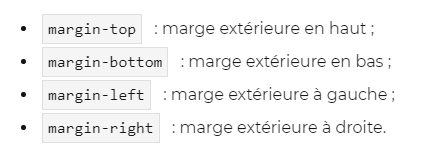 • margin-top : marge extérieure en haut ;
• margin-bottom : marge extérieure en bas ;
• margin-left : marge extérieure à gauche ;
• margin-right : marge extérieure à droite.